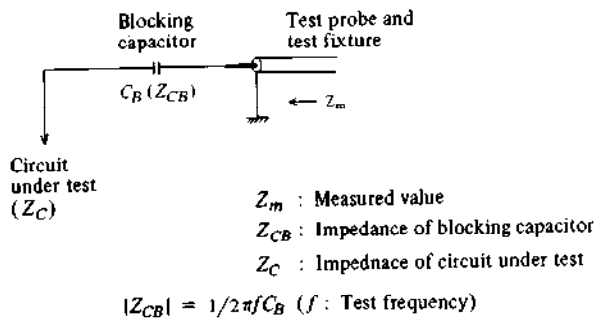 Blocking
capacitor
Test probe and
test fixture
C_B (Z_CB)
← Z_m
Circuit
under test
(Z_C)
Z_m : Measured value
Z_CB : Impedance of blocking capacitor
Z_C : Impednace of circuit under test
|Z_CB| = 1/2πfC_B (f : Test frequency)